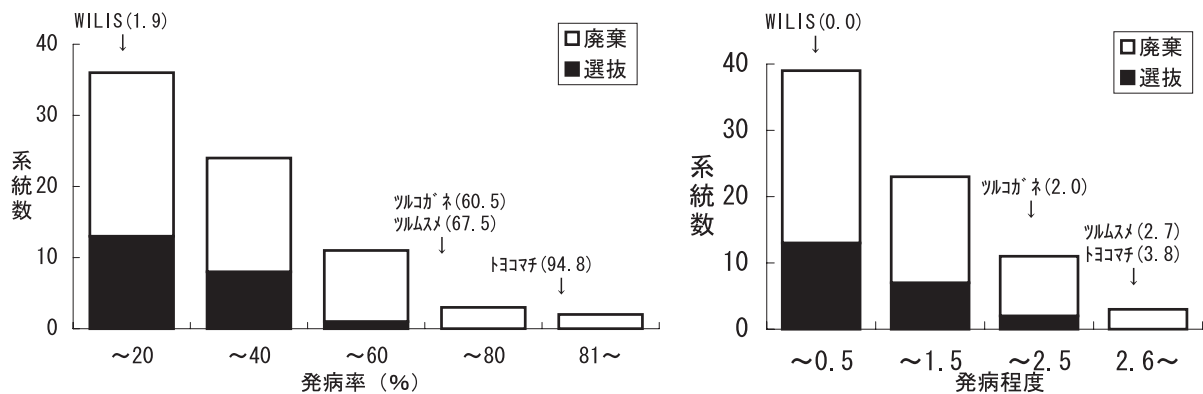 WILIS(1.9)
↓
40
□廃棄
■選抜
30
20
10
0
系統数
ﾂﾙｺｶﾞﾈ(60.5)
ﾂﾙﾑｽﾒ(67.5)
↓
ﾄﾖｺﾏﾁ(94.8)
↓
～20 ～40 ～60 ～80 81～
発病率 (%)
WILIS(0.0)
↓
□廃棄
■選抜
40
30
20
10
0
系統数
ﾂﾙｺｶﾞﾈ(2.0)
↓
ﾂﾙﾑｽﾒ(2.7)
ﾄﾖｺﾏﾁ(3.8)
↓
～0.5 ～1.5 ～2.5 2.6～
発病程度